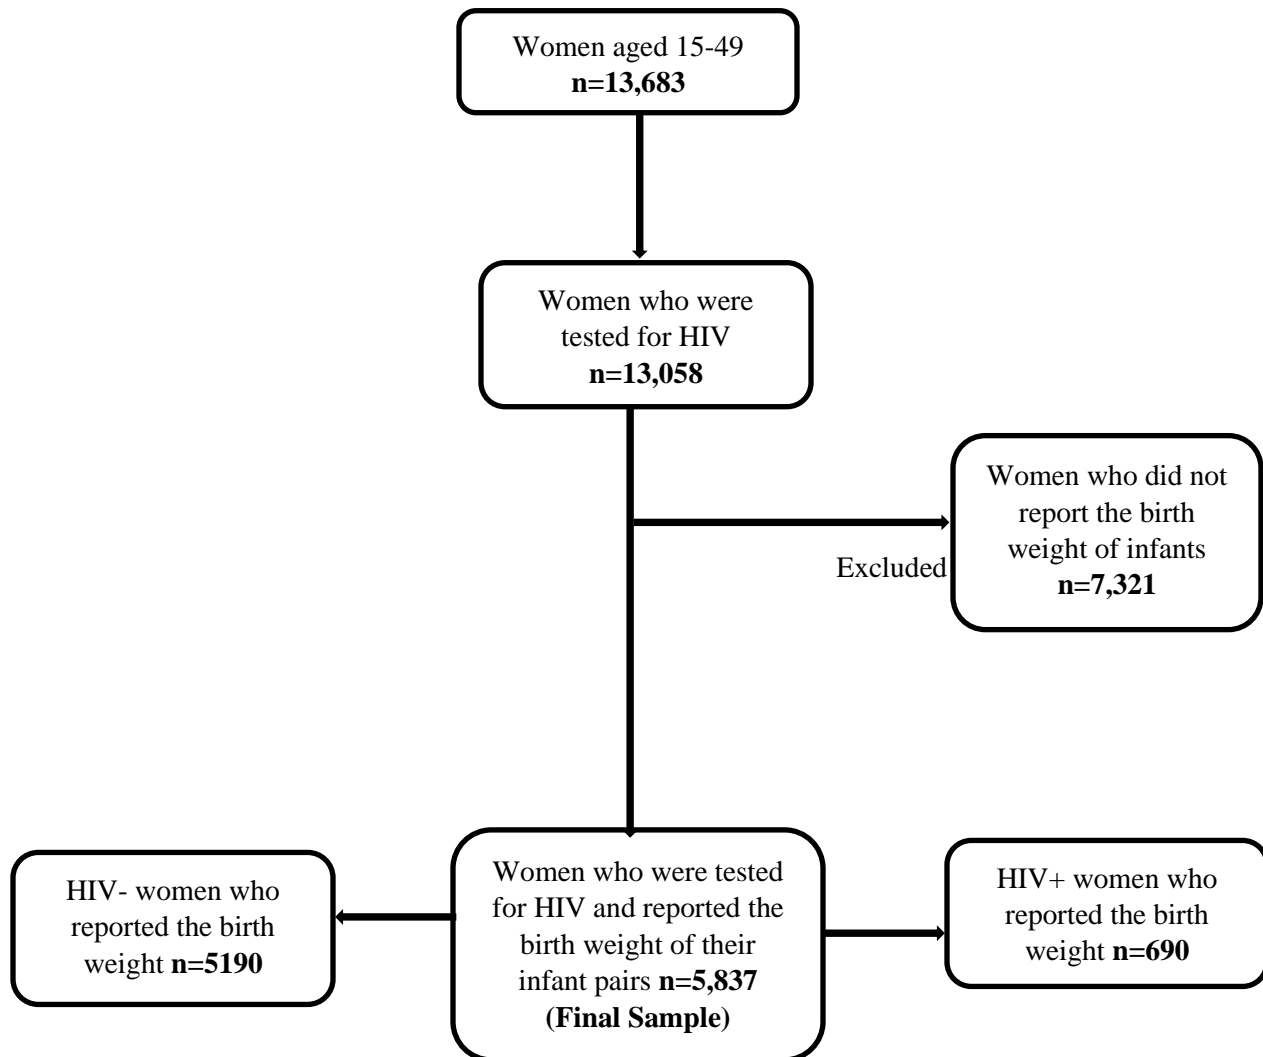 Women aged 15-49
n=13,683
Women who were
tested for HIV
n=13,058
Women who did not
report the birth
weight of infants
n=7,321
Excluded
HIV- women who
reported the birth
weight n=5190
Women who were tested
for HIV and reported the
birth weight of their
infant pairs n=5,837
(Final Sample)
HIV+ women who
reported the birth
weight n=690